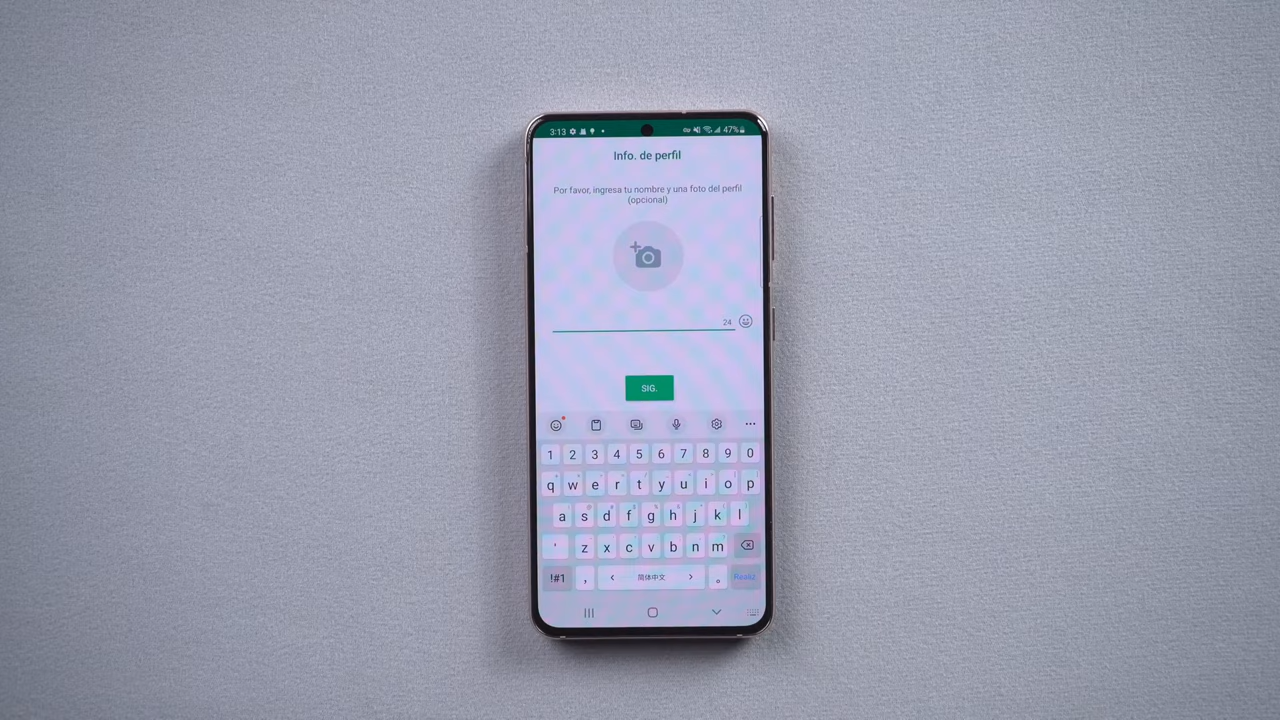 3:13 47%
Info. de perfil
Por favor, ingresa tu nombre y una foto del perfil
(opcional)
24
SIG.
1 2 3 4 5 6 7 8 9 0
q w e r t y u i o p
a s d f g h j k l
' z x c v b n m
!#1 , < 简体中文 > 。 Realiz